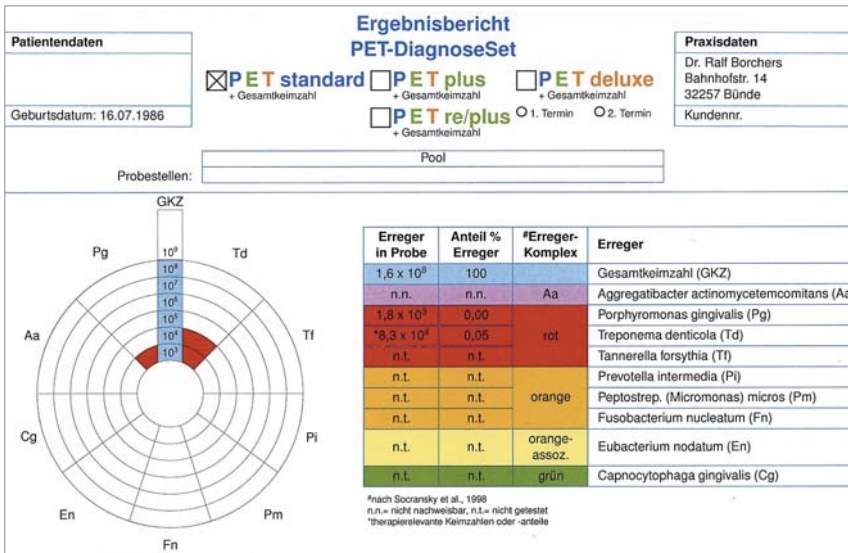 Ergebnisbericht
PET-DiagnoseSet
Patientendaten
Geburtsdatum: 16.07.1986
PET standard
+ Gesamtkeimzahl
PET plus
+ Gesamtkeimzahl
PET deluxe
+ Gesamtkeimzahl
PET re/plus
+ Gesamtkeimzahl
1. Termin
2. Termin
Praxisdaten
Dr. Ralf Borchers
Bahnhofstr. 14
32257 Bünde
Kundennr.
Pool
Probestellen:
GKZ
Td
Tf
Pi
Pm
Fn
En
Cg
Aa
Pg
10⁹
10⁸
10⁷
10⁶
10⁵
10⁴
10³
Erreger in Probe Anteil % Erreger #Erreger-Komplex Erreger
1,6 x 10⁸ 100 Gesamtkeimzahl (GKZ)
n.n. n.n. Aa Aggregatibacter actinomycetemcomitans (Aa
1,8 x 10³ 0,00 rot Porphyromonas gingivalis (Pg)
*8,3 x 10⁴ 0,05 Treponema denticola (Td)
n.t. n.t. Tannerella forsythia (Tf)
n.t. n.t. orange Prevotella intermedia (Pi)
n.t. n.t. Peptostrep. (Micromonas) micros (Pm)
n.t. n.t. Fusobacterium nucleatum (Fn)
n.t. n.t. orange-assoz. Eubacterium nodatum (En)
n.t. n.t. grün Capnocytophaga gingivalis (Cg)
#nach Socransky et al., 1998
n.n.= nicht nachweisbar, n.t.= nicht getestet
*therapierelevante Keimzahlen oder -anteile